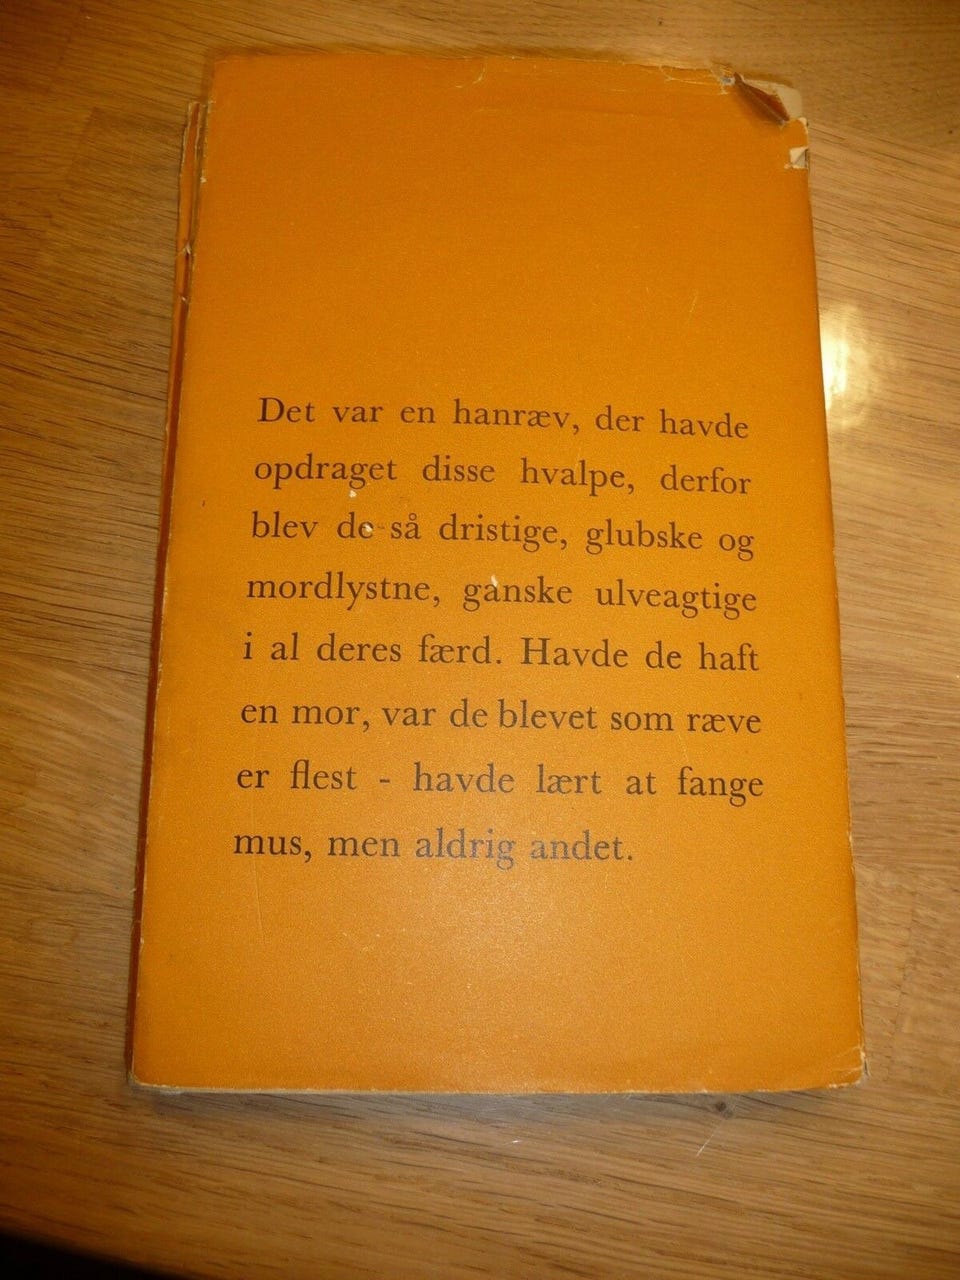 Det var en hanræv, der havde
opdraget disse hvalpe, derfor
blev de så dristige, glubske og
mordlystne, ganske ulveagtige
i al deres færd. Havde de haft
en mor, var de blevet som ræve
er flest - havde lært at fange
mus, men aldrig andet.